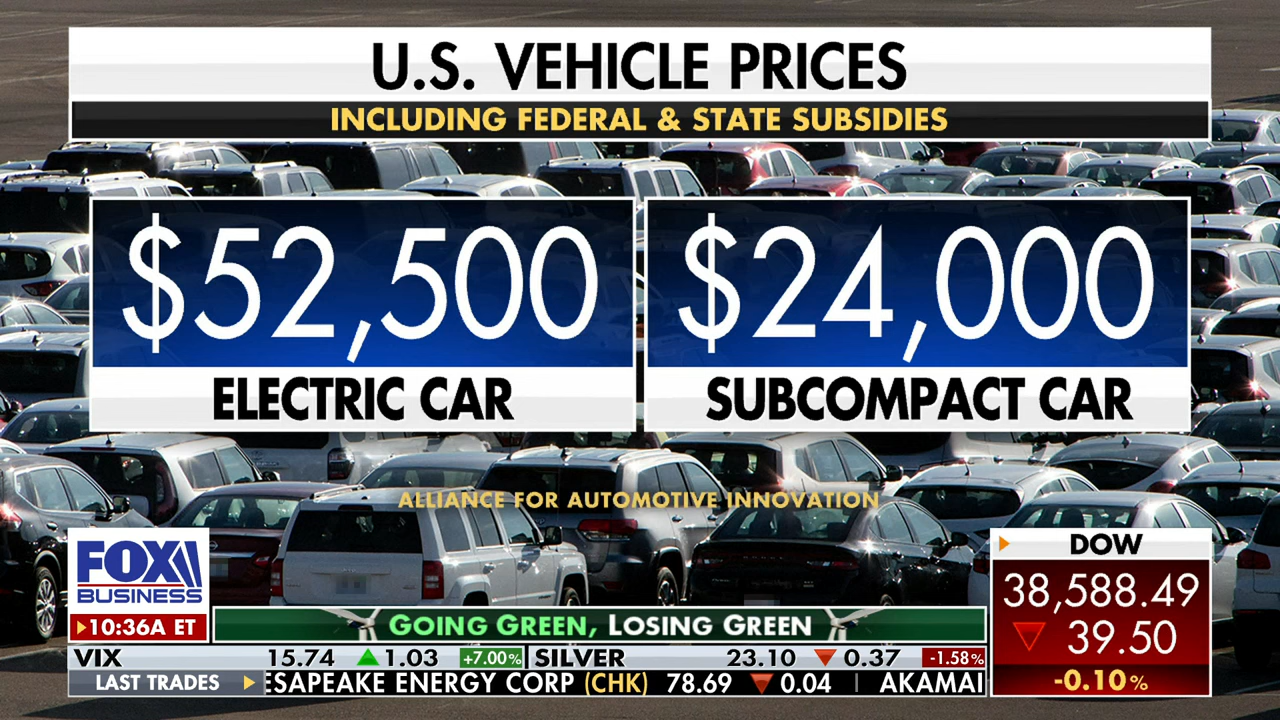 U.S. VEHICLE PRICES
INCLUDING FEDERAL & STATE SUBSIDIES
$52,500
ELECTRIC CAR
$24,000
SUBCOMPACT CAR
ALLIANCE FOR AUTOMOTIVE INNOVATION
FOX
BUSINESS
10:36A ET
GOING GREEN, LOSING GREEN
DOW
38,588.49
39.50
-0.10%
VIX 15.74 1.03 +7.00% SILVER 23.10 0.37 -1.58%
LAST TRADES ESAPEAKE ENERGY CORP (CHK) 78.69 0.04 | AKAMAI